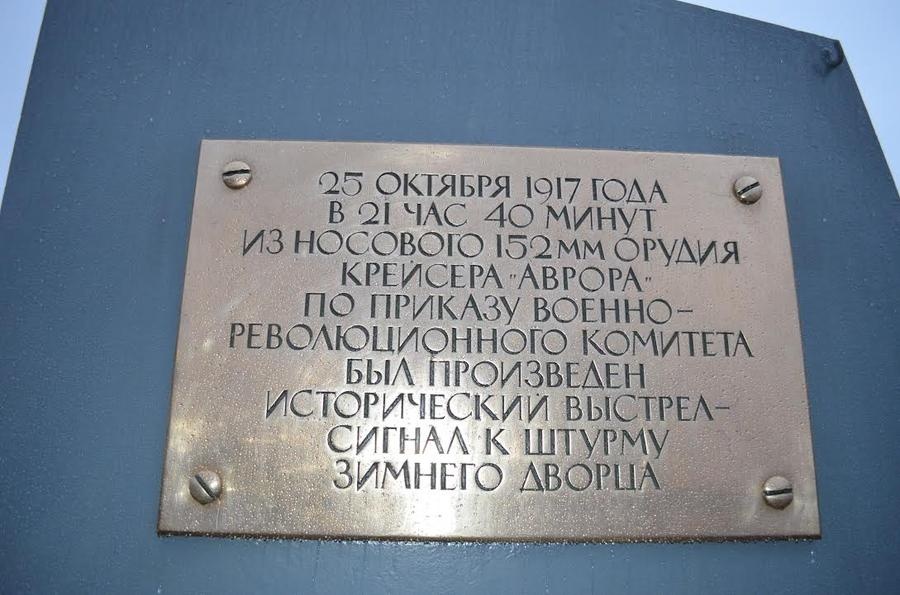 25 ОКТЯБРЯ 1917 ГОДА
В 21 ЧАС 40 МИНУТ
ИЗ НОСОВОГО 152мм ОРУДИЯ
КРЕЙСЕРА "АВРОРА"
ПО ПРИКАЗУ ВОЕННО-
РЕВОЛЮЦИОННОГО КОМИТЕТА
БЫЛ ПРОИЗВЕДЕН
ИСТОРИЧЕСКИЙ ВЫСТРЕЛ-
СИГНАЛ К ШТУРМУ
ЗИМНЕГО ДВОРЦА